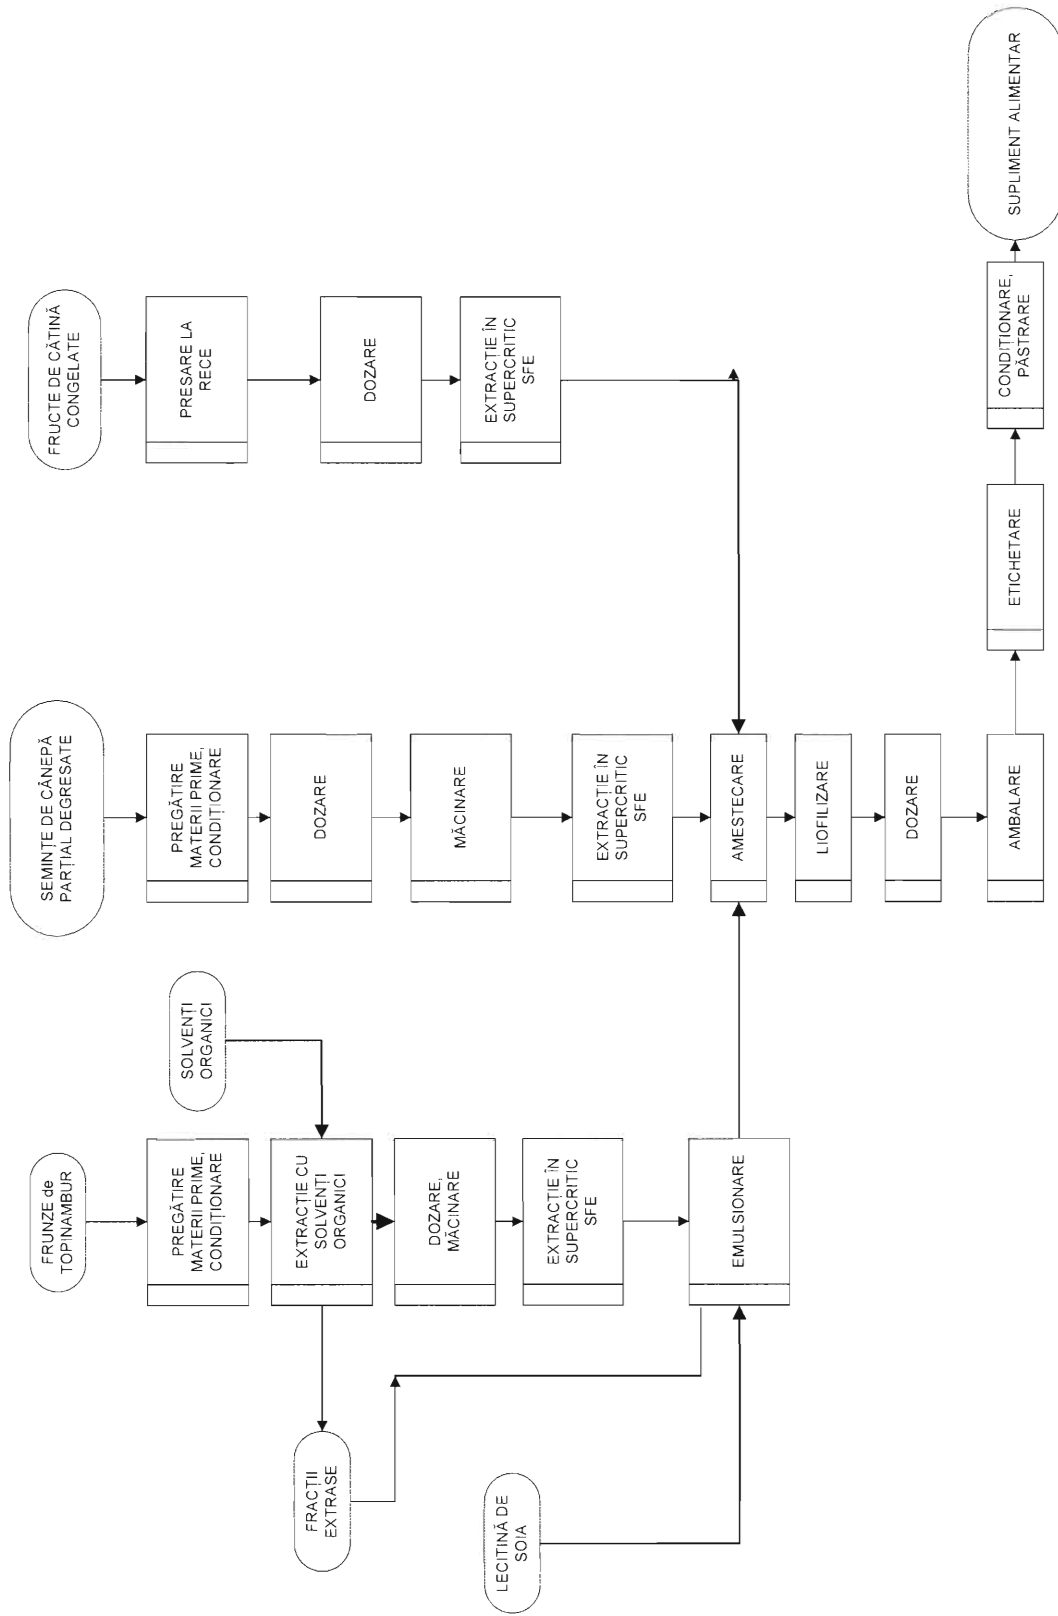 FRUNZE de
TOPINAMBUR
PREGĂTIRE
MATERII PRIME,
CONDIȚIONARE
SOLVENȚI
ORGANICI
EXTRACȚIE CU
SOLVENȚI
ORGANICI
FRACȚII
EXTRASE
DOZARE,
MĂCINARE
EXTRACȚIE ÎN
SUPERCRITIC
SFE
LECITINĂ DE
SOIA
EMULSIONARE
SEMINȚE DE CÂNEPĂ
PARȚIAL DEGRESATE
PREGĂTIRE
MATERII PRIME,
CONDIȚIONARE
DOZARE
MĂCINARE
EXTRACȚIE ÎN
SUPERCRITIC
SFE
FRUCTE DE CĂTINĂ
CONGELATE
PRESARE LA
RECE
DOZARE
EXTRACȚIE ÎN
SUPERCRITIC
SFE
AMESTECARE
LIOFILIZARE
DOZARE
AMBALARE
ETICHETARE
CONDIȚIONARE,
PĂSTRARE
SUPLIMENT ALIMENTAR